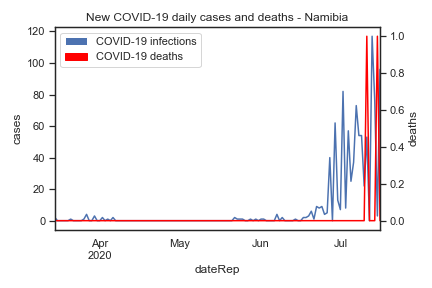 New COVID-19 daily cases and deaths - Namibia
COVID-19 infections
COVID-19 deaths
120
100
80
60
40
20
0
cases
1.0
0.8
0.6
0.4
0.2
0.0
deaths
Apr
2020
May
Jun
Jul
dateRep